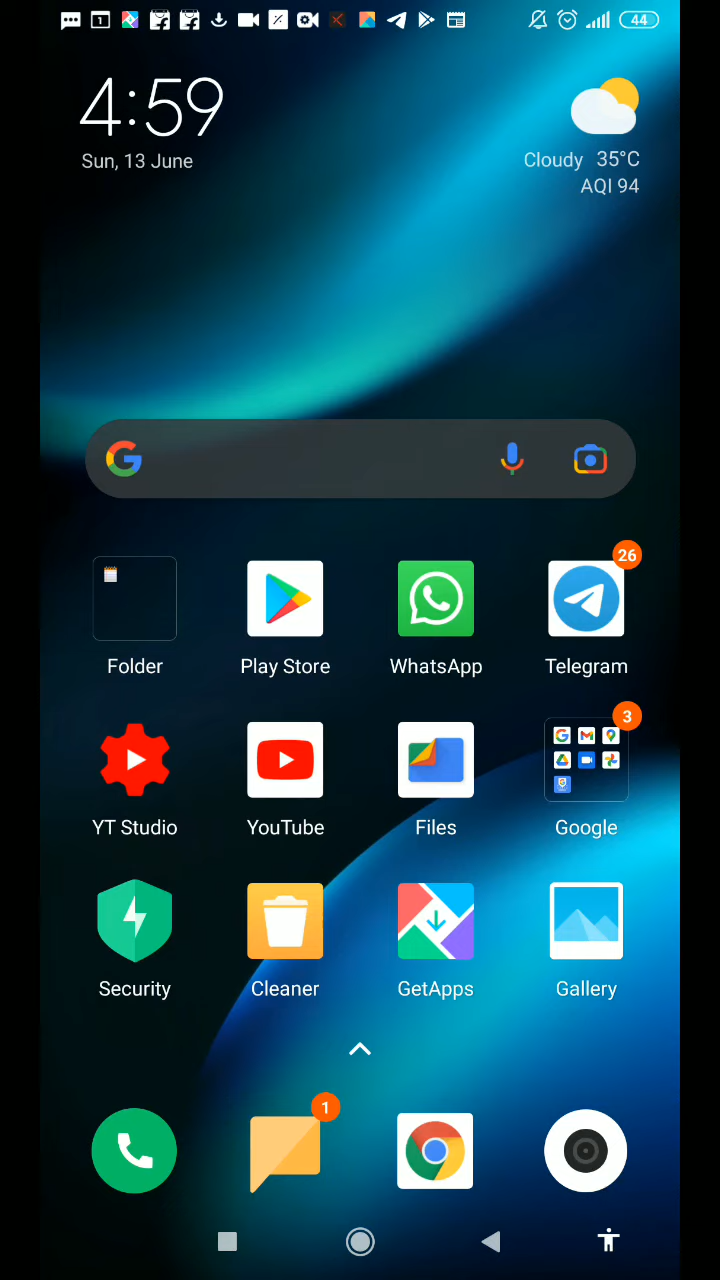 44
4:59
Sun, 13 June
Cloudy 35°C
AQI 94
26
Folder Play Store WhatsApp Telegram
3
YT Studio YouTube Files Google
Security Cleaner GetApps Gallery
1